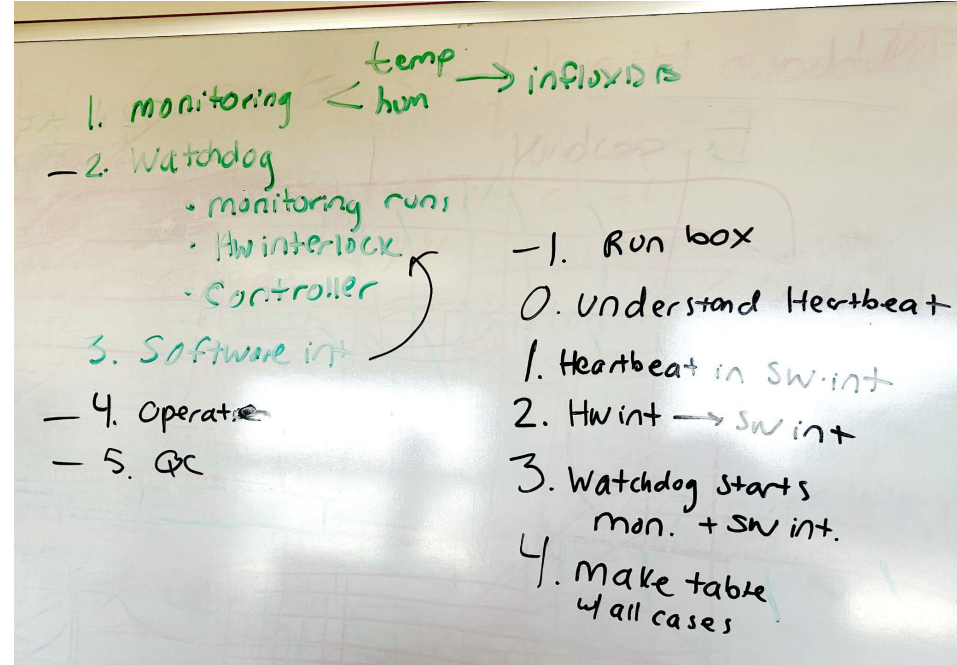 1. monitoring < temp hum → influxDB
– 2. Watchdog
· monitoring runs
· Hw interlock
· Controller
3. Software int
– 4. Operate
– 5. QC
–1. Run box
0. Understand Heartbeat
1. Heartbeat in SW int
2. Hw int → SW int
3. Watchdog starts
mon. + SW int.
4. Make table
w/ all cases